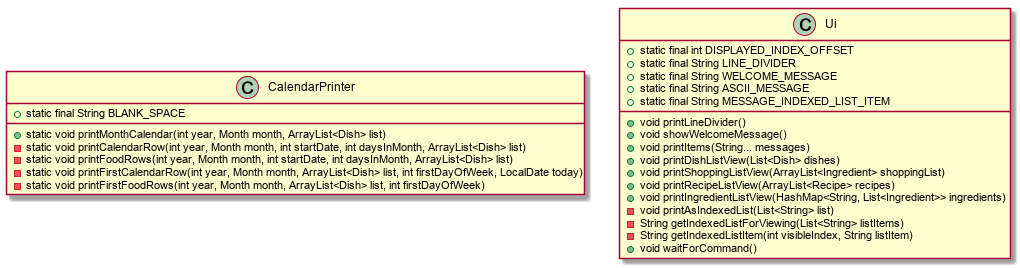 C CalendarPrinter
static final String BLANK_SPACE
static void printMonthCalendar(int year, Month month, ArrayList<Dish> list)
static void printCalendarRow(int year, Month month, int startDate, int daysInMonth, ArrayList<Dish> list)
static void printFoodRows(int year, Month month, int startDate, int daysInMonth, ArrayList<Dish> list)
static void printFirstCalendarRow(int year, Month month, ArrayList<Dish> list, int firstDayOfWeek, LocalDate today)
static void printFirstFoodRows(int year, Month month, ArrayList<Dish> list, int firstDayOfWeek)
C Ui
static final int DISPLAYED_INDEX_OFFSET
static final String LINE_DIVIDER
static final String WELCOME_MESSAGE
static final String ASCII_MESSAGE
static final String MESSAGE_INDEXED_LIST_ITEM
void printLineDivider()
void showWelcomeMessage()
void printItems(String... messages)
void printDishListView(List<Dish> dishes)
void printShoppingListView(ArrayList<Ingredient> shoppingList)
void printRecipeListView(ArrayList<Recipe> recipes)
void printIngredientListView(HashMap<String, List<Ingredient>> ingredients)
void printAsIndexedList(List<String> list)
String getIndexedListForViewing(List<String> listItems)
String getIndexedListItem(int visibleIndex, String listItem)
void waitForCommand()